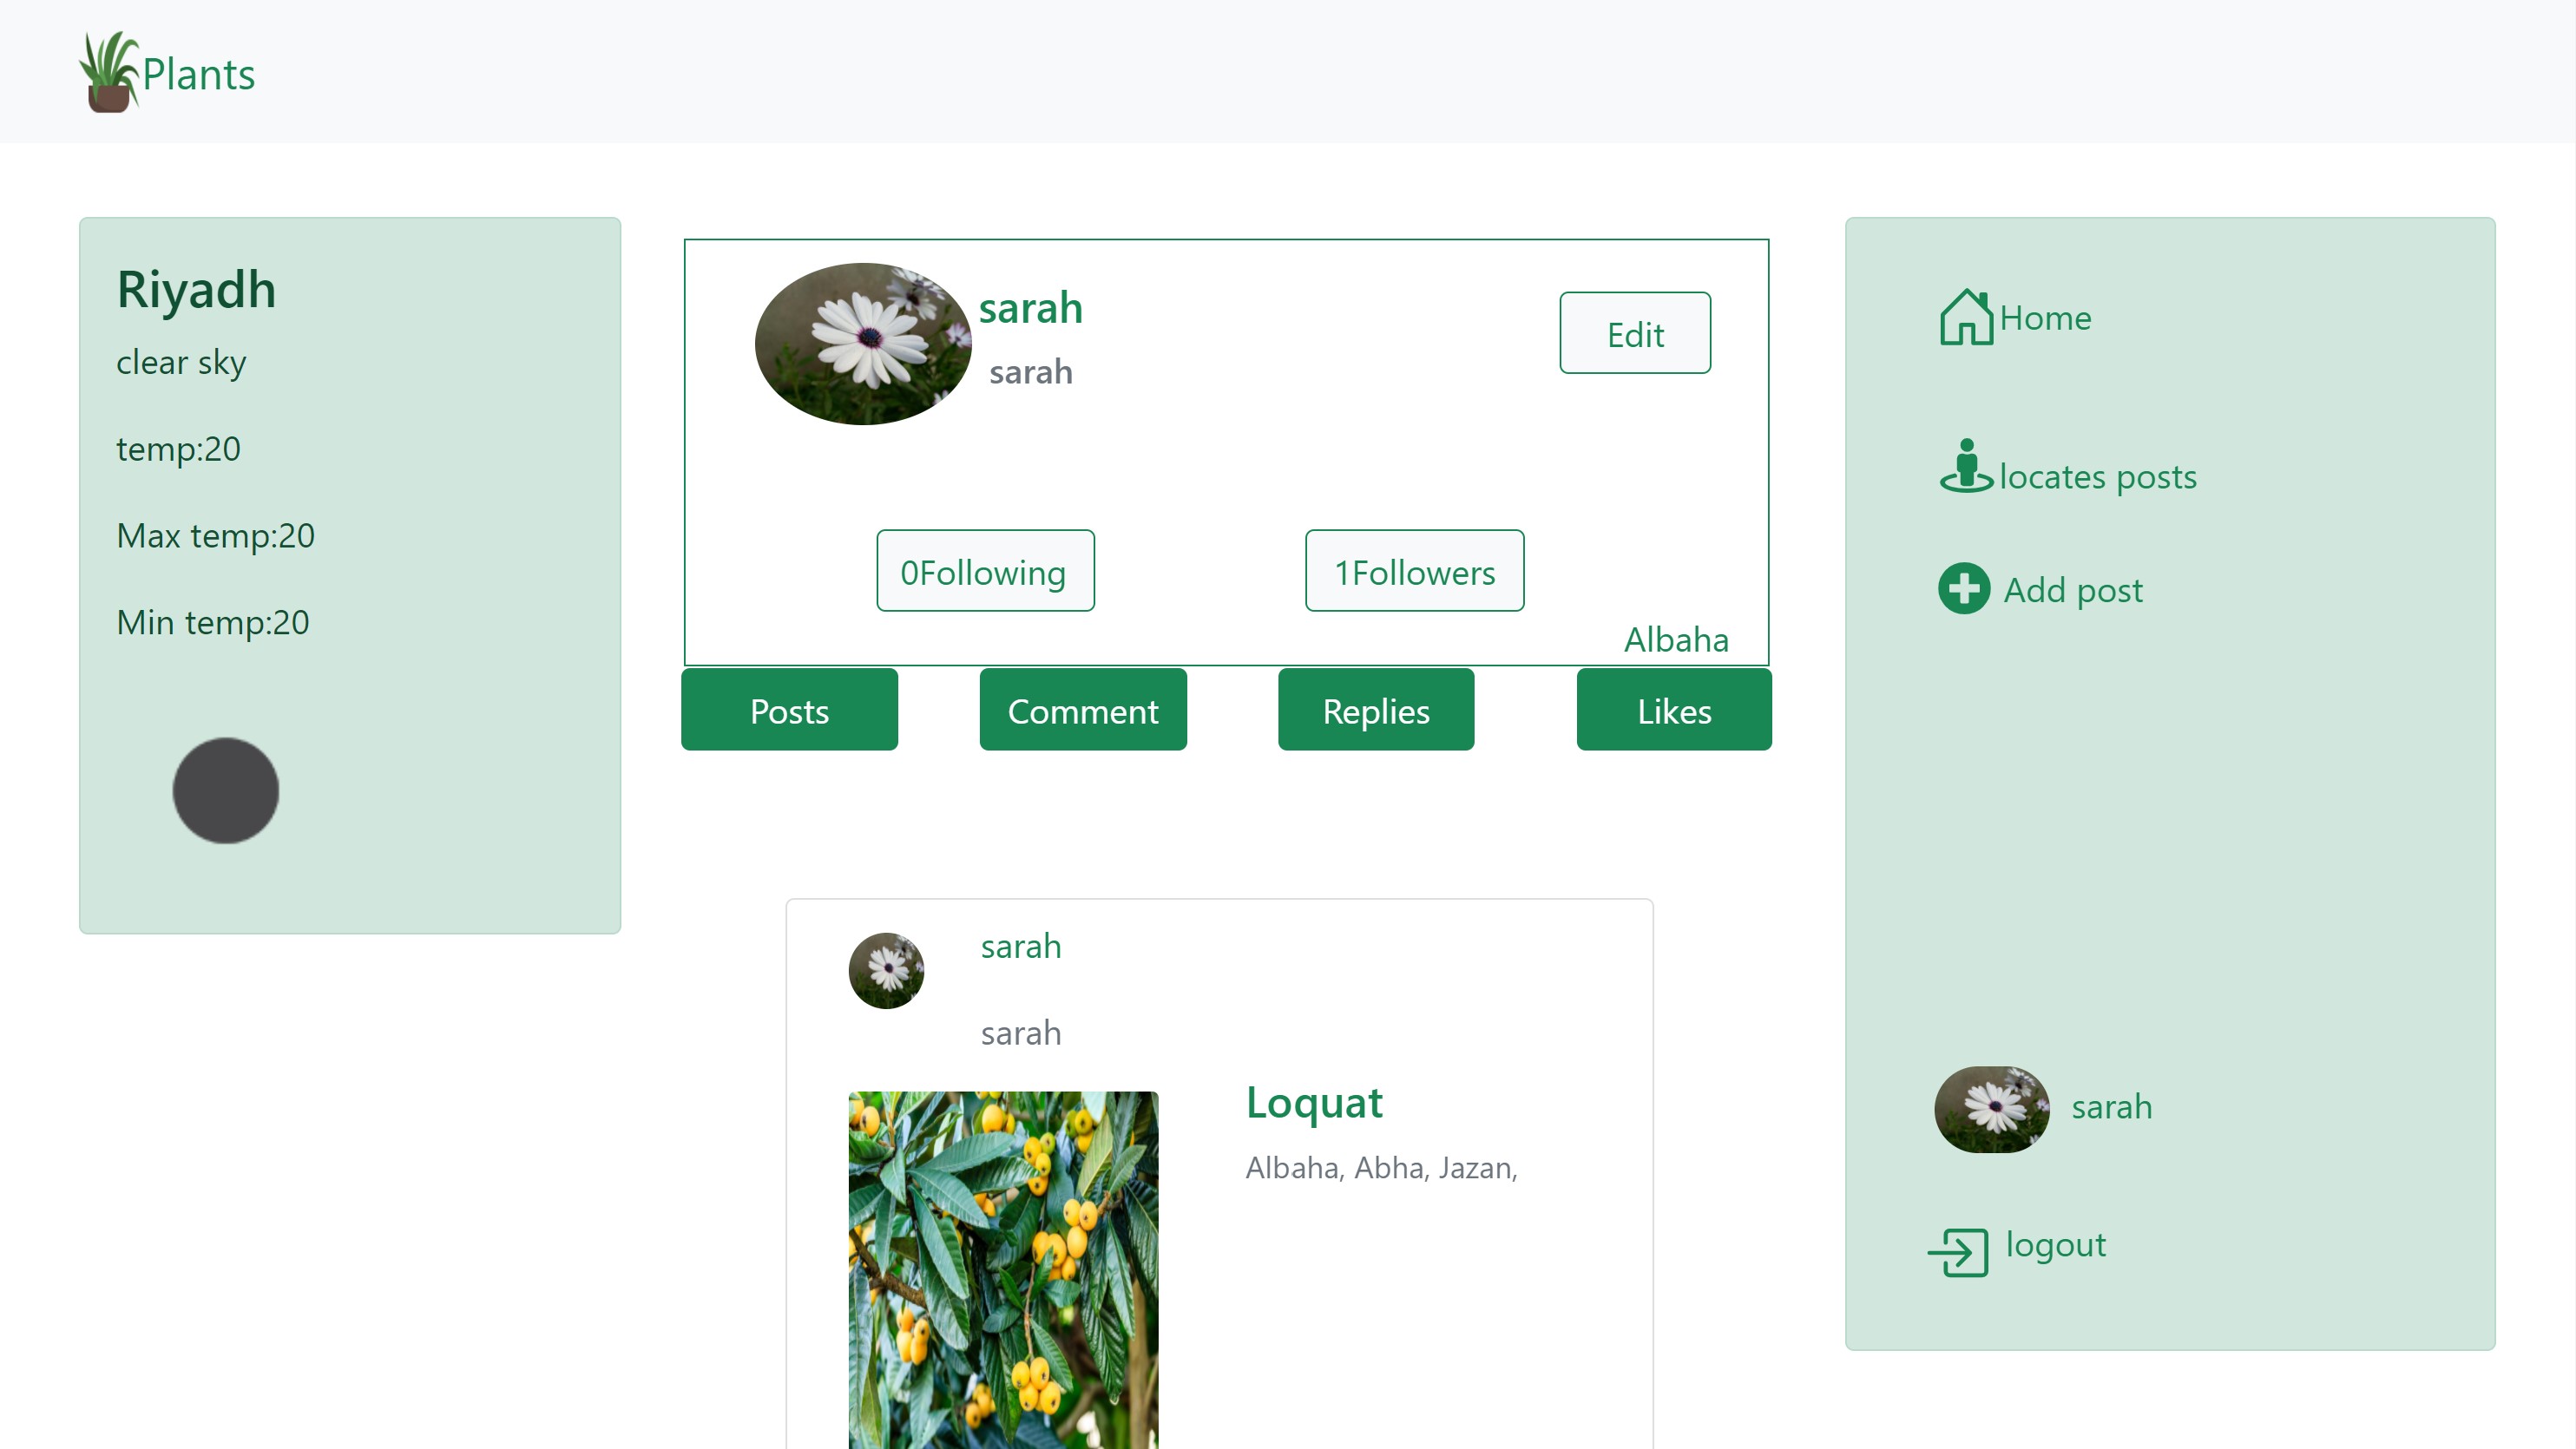 Plants
Riyadh
clear sky
temp:20
Max temp:20
Min temp:20
sarah
sarah
Edit
0Following
1Followers
Albaha
Posts
Comment
Replies
Likes
sarah
sarah
Loquat
Albaha, Abha, Jazan,
Home
locates posts
Add post
sarah
logout